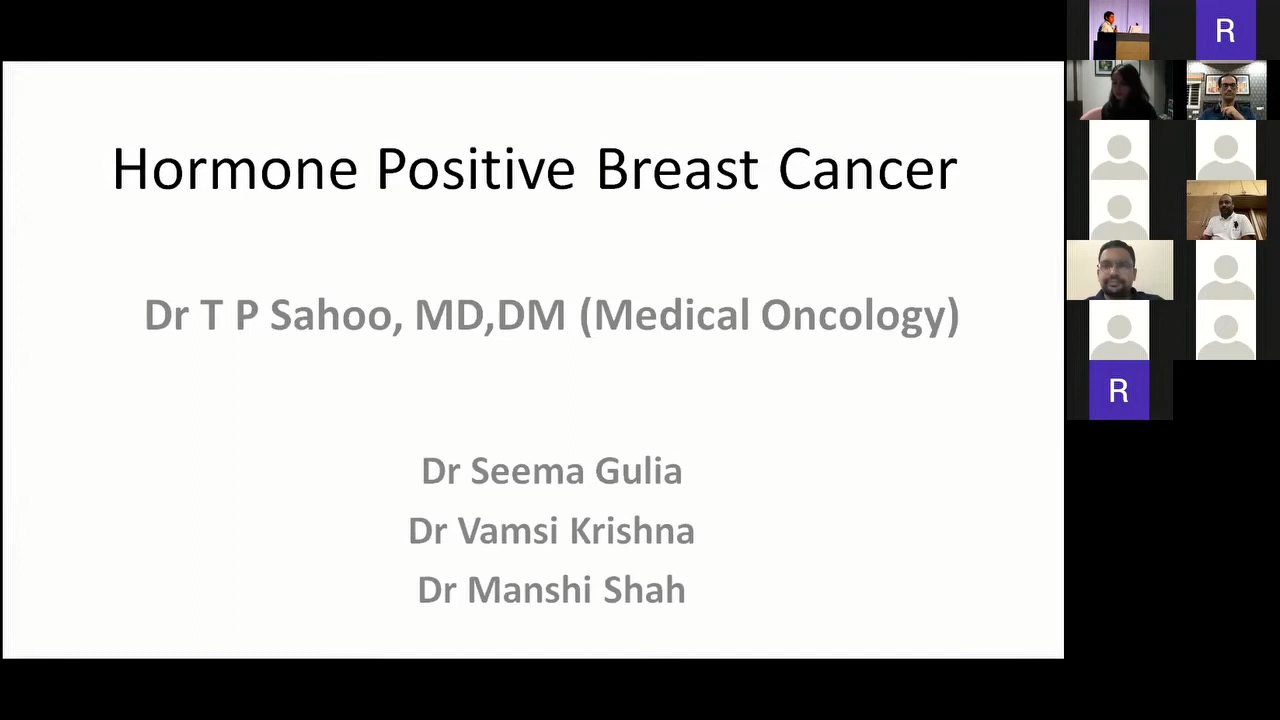 Hormone Positive Breast Cancer
Dr T P Sahoo, MD,DM (Medical Oncology)
Dr Seema Gulia
Dr Vamsi Krishna
Dr Manshi Shah
R
R